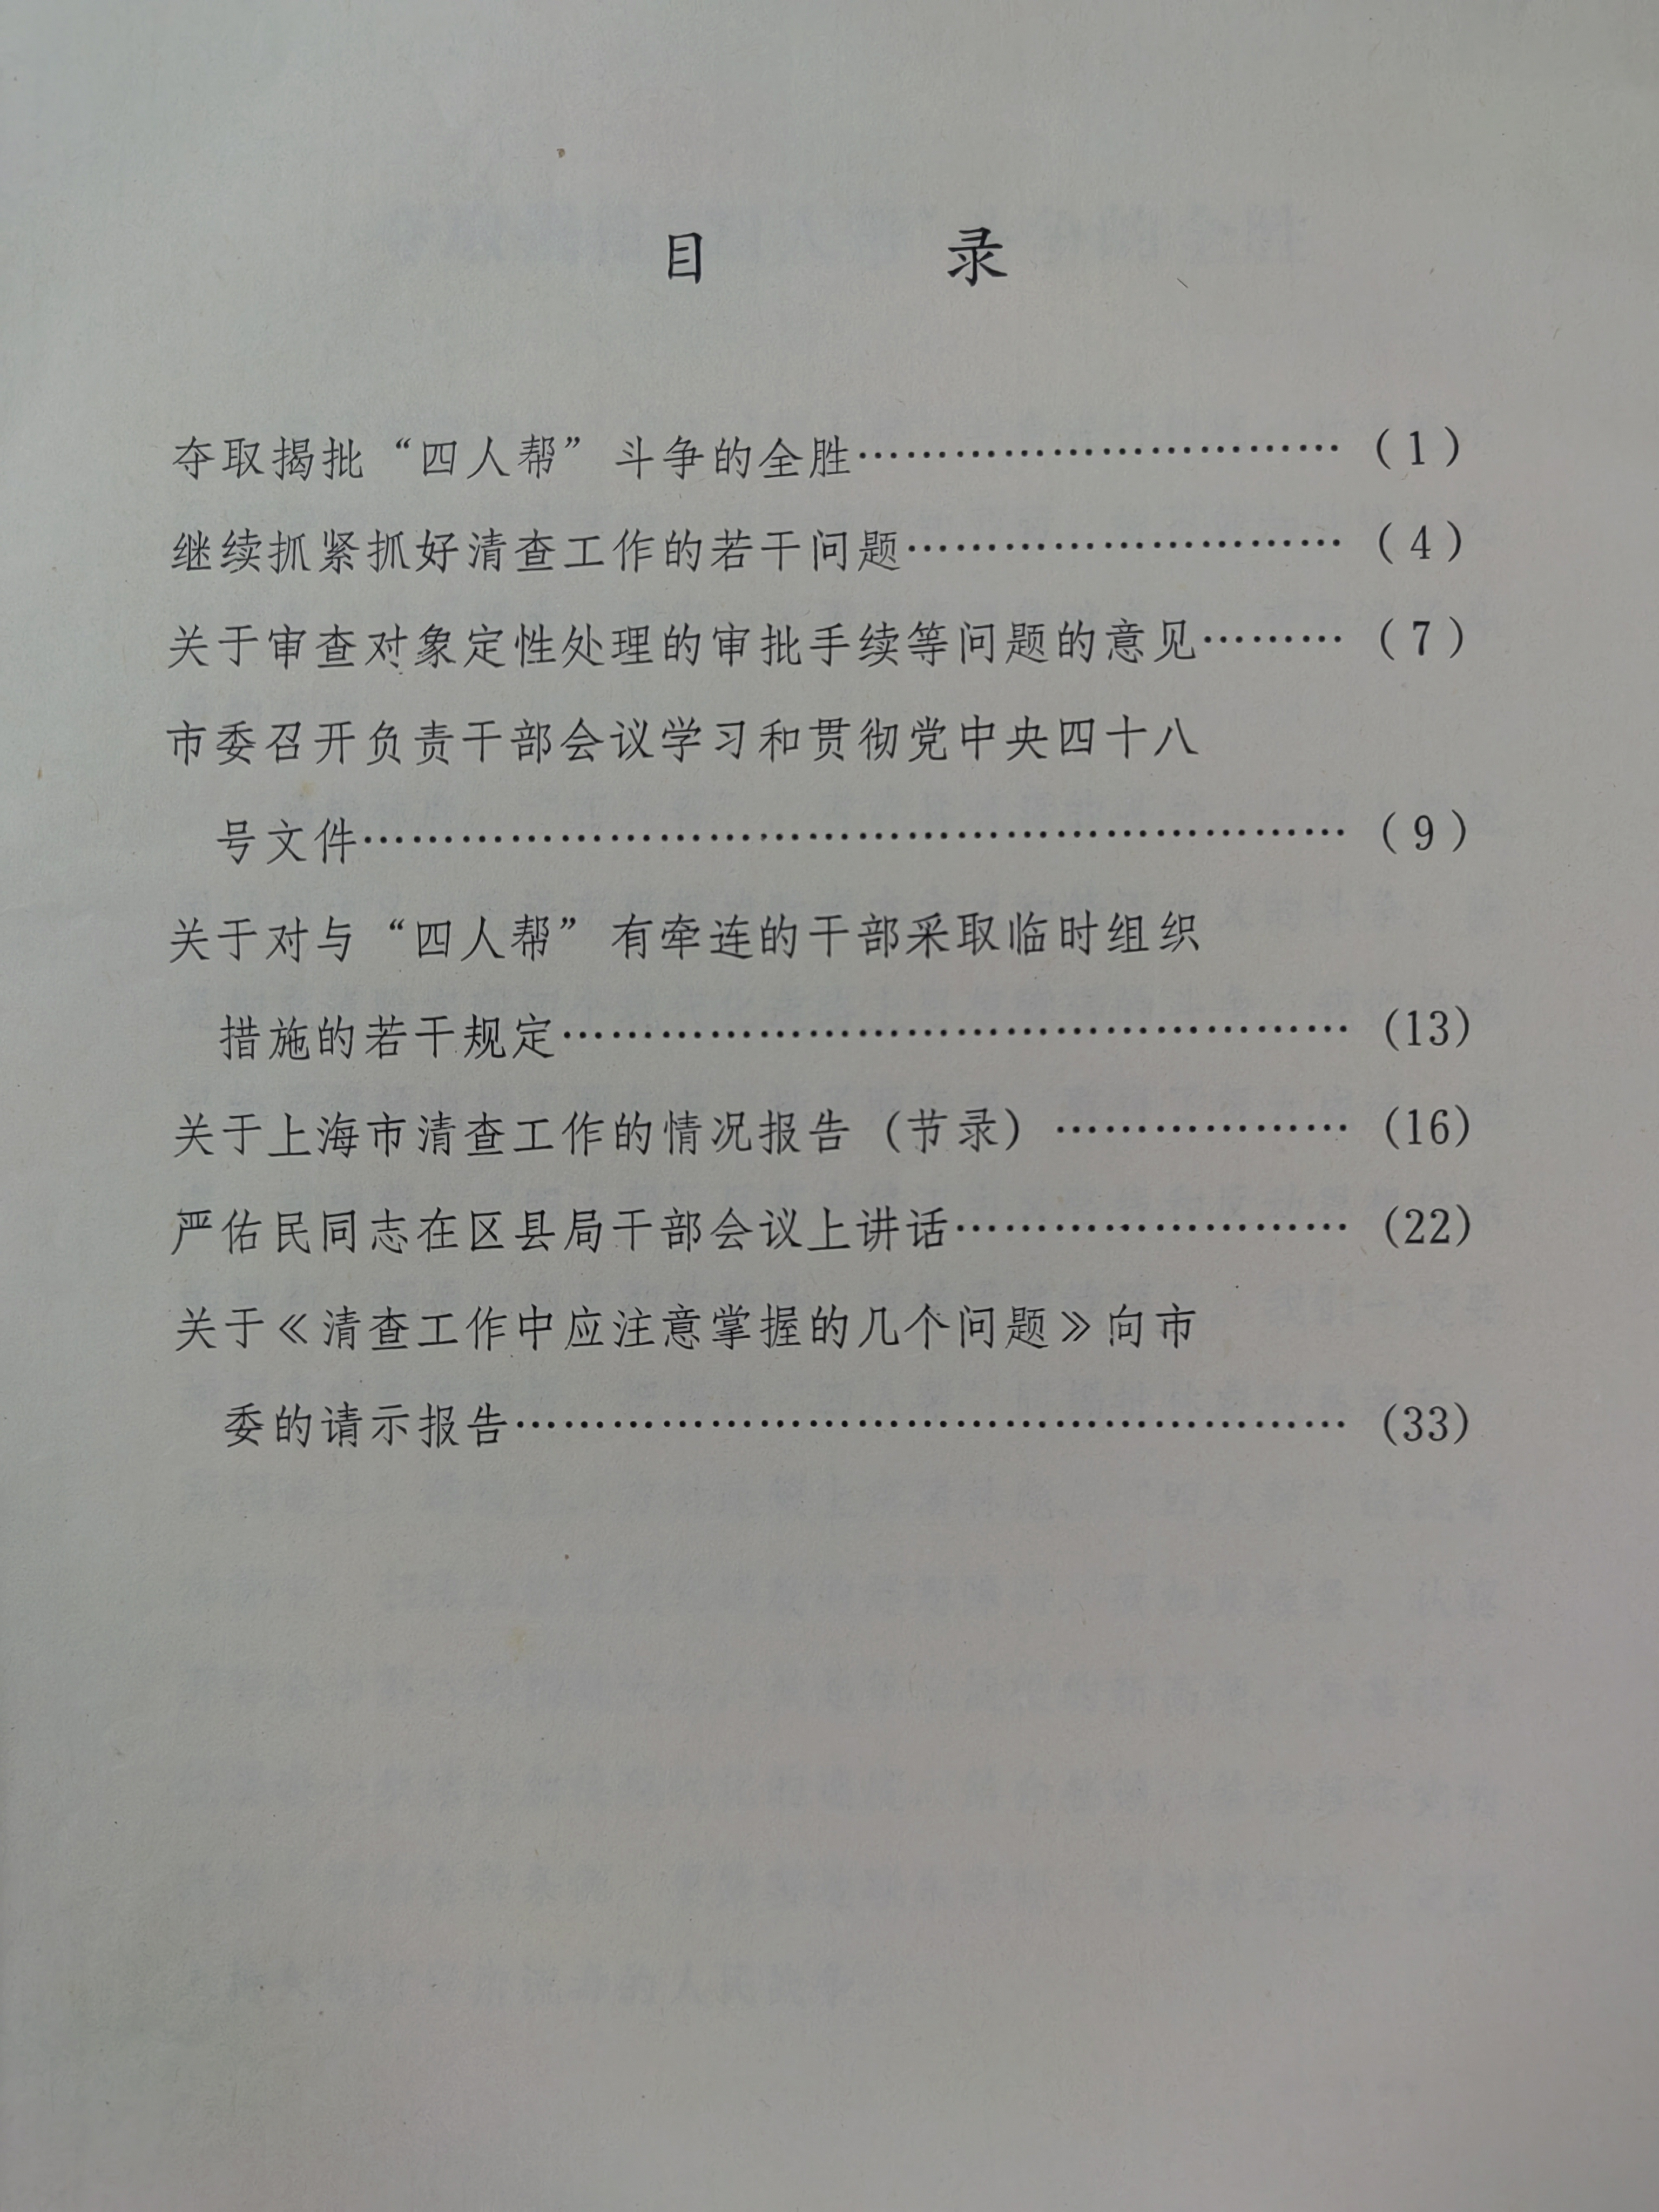 目　录
夺取揭批“四人帮”斗争的全胜…………………………（1）
继续抓紧抓好清查工作的若干问题………………………（4）
关于审查对象定性处理的审批手续等问题的意见………（7）
市委召开负责干部会议学习和贯彻党中央四十八
号文件……………………………………………………（9）
关于对与“四人帮”有牵连的干部采取临时组织
措施的若干规定…………………………………………(13)
关于上海市清查工作的情况报告（节录）………………(16)
严佑民同志在区县局干部会议上讲话……………………(22)
关于《清查工作中应注意掌握的几个问题》向市
委的请示报告……………………………………………(33)